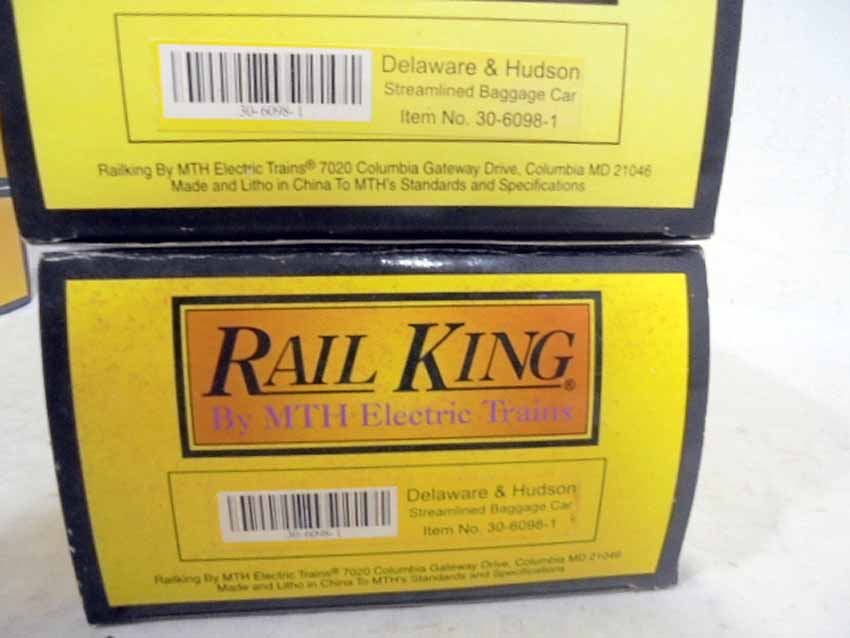 Delaware & Hudson
Streamlined Baggage Car
30-6098-1
Item No. 30-6098-1
Railking By MTH Electric Trains® 7020 Columbia Gateway Drive, Columbia MD 21046
Made and Litho in China To MTH's Standards and Specifications
RAIL KING®
By MTH Electric Trains
Delaware & Hudson
Streamlined Baggage Car
30-6098-1
Item No. 30-6098-1
Railking By MTH Electric Trains® 7020 Columbia Gateway Drive, Columbia MD 21046
Made and Litho in China To MTH's Standards and Specifications